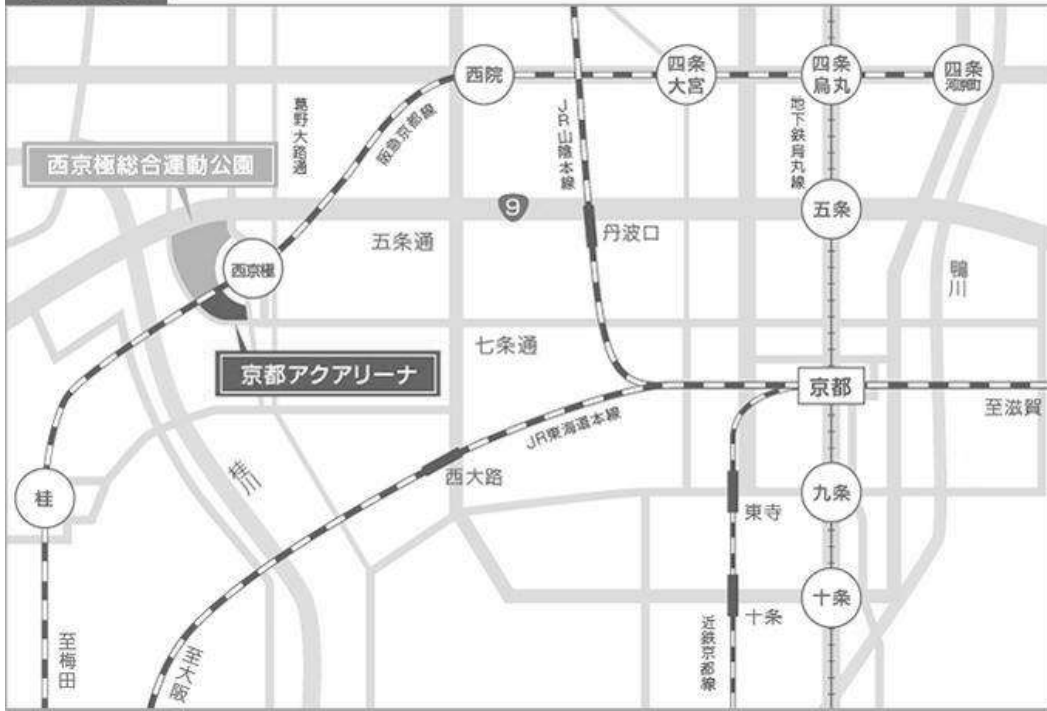 西院
四条
大宮
四条
烏丸
四条
河原町
葛野大路通
阪急京都線
JR山陰本線
地下鉄烏丸線
西京極総合運動公園
9
五条
丹波口
五条通
西京極
鴨川
七条通
京都アクアリーナ
京都
至滋賀
JR東海道本線
西大路
桂川
桂
九条
東寺
十条
十条
近鉄京都線
至梅田
至大阪